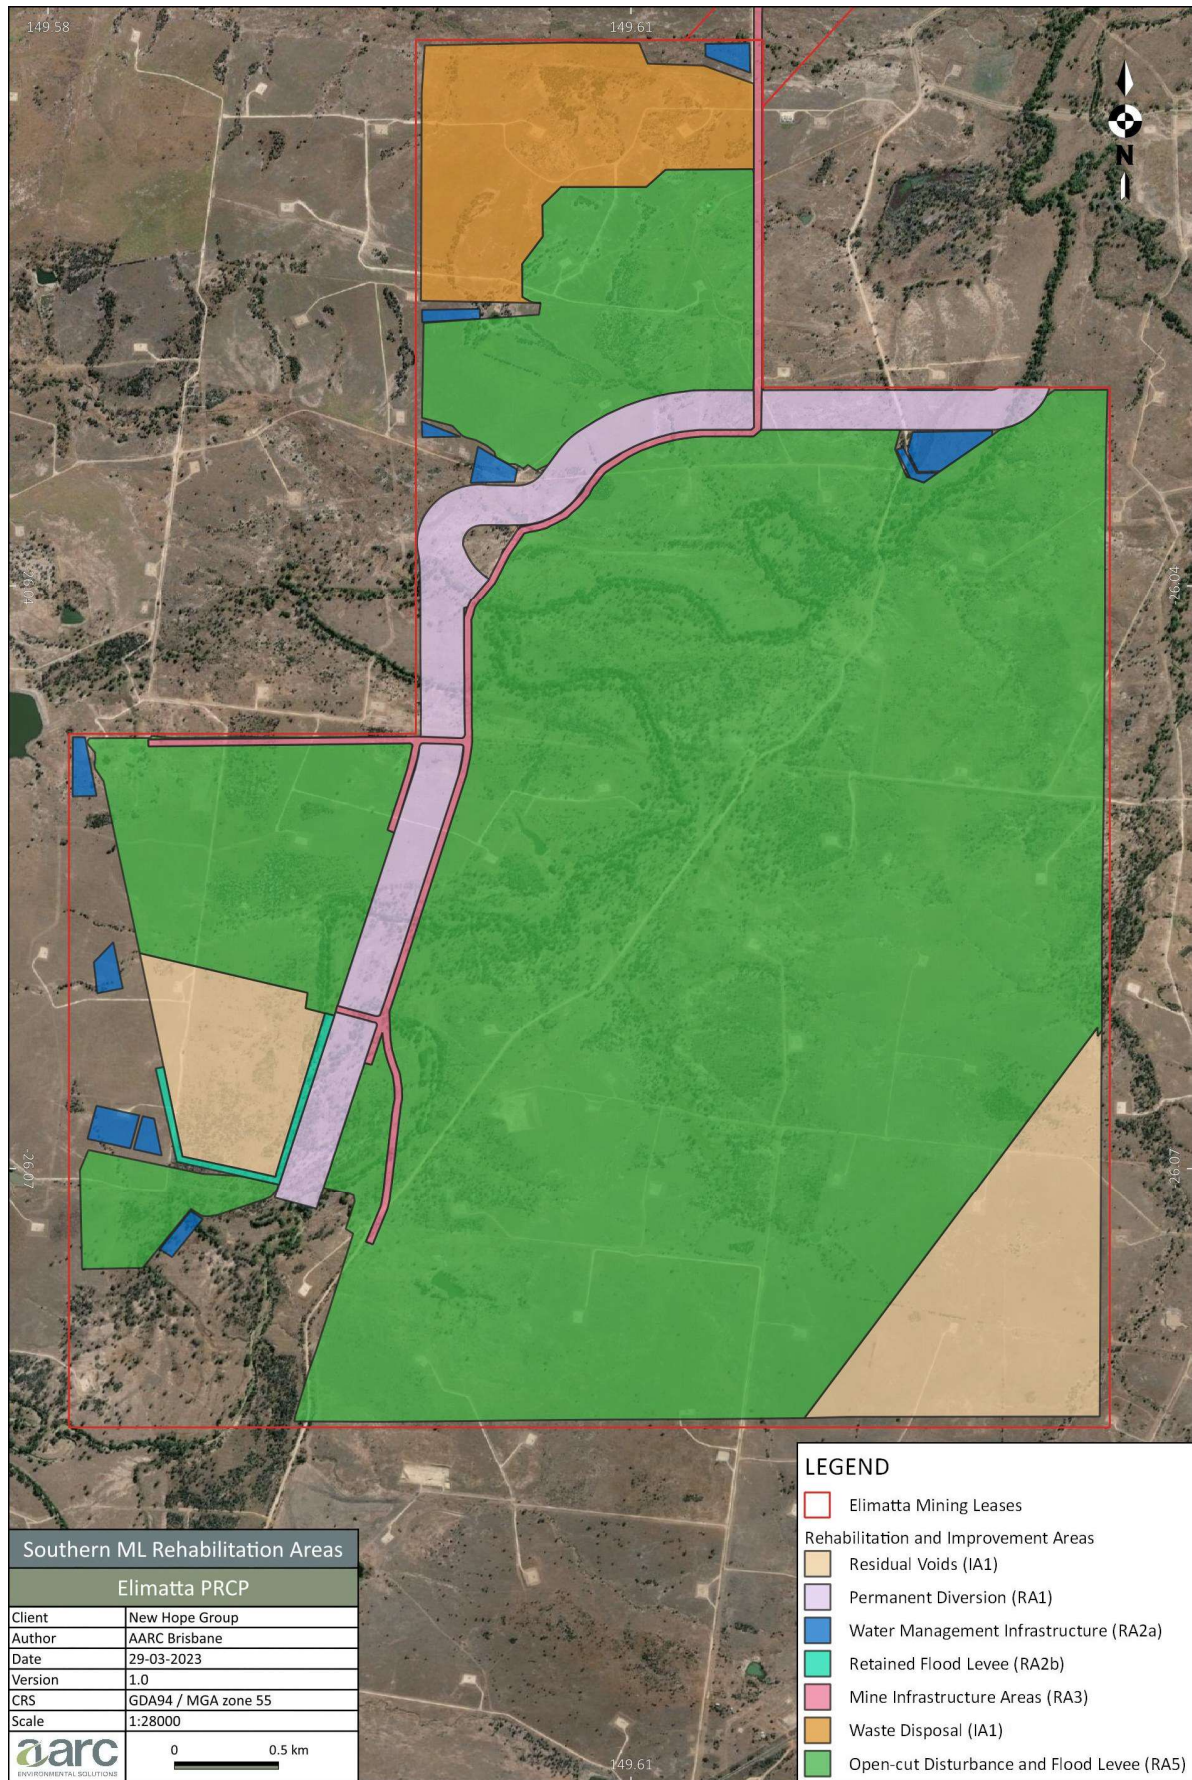 149.58
149.61
N
-26.04
-26.04
-26.07
-26.07
LEGEND
Elimatta Mining Leases
Rehabilitation and Improvement Areas
Residual Voids (IA1)
Permanent Diversion (RA1)
Water Management Infrastructure (RA2a)
Retained Flood Levee (RA2b)
Mine Infrastructure Areas (RA3)
Waste Disposal (IA1)
Open-cut Disturbance and Flood Levee (RA5)
Southern ML Rehabilitation Areas
Elimatta PRCP
Client New Hope Group
Author AARC Brisbane
Date 29-03-2023
Version 1.0
CRS GDA94 / MGA zone 55
Scale 1:28000
aarc
ENVIRONMENTAL SOLUTIONS
0 0.5 km
149.61